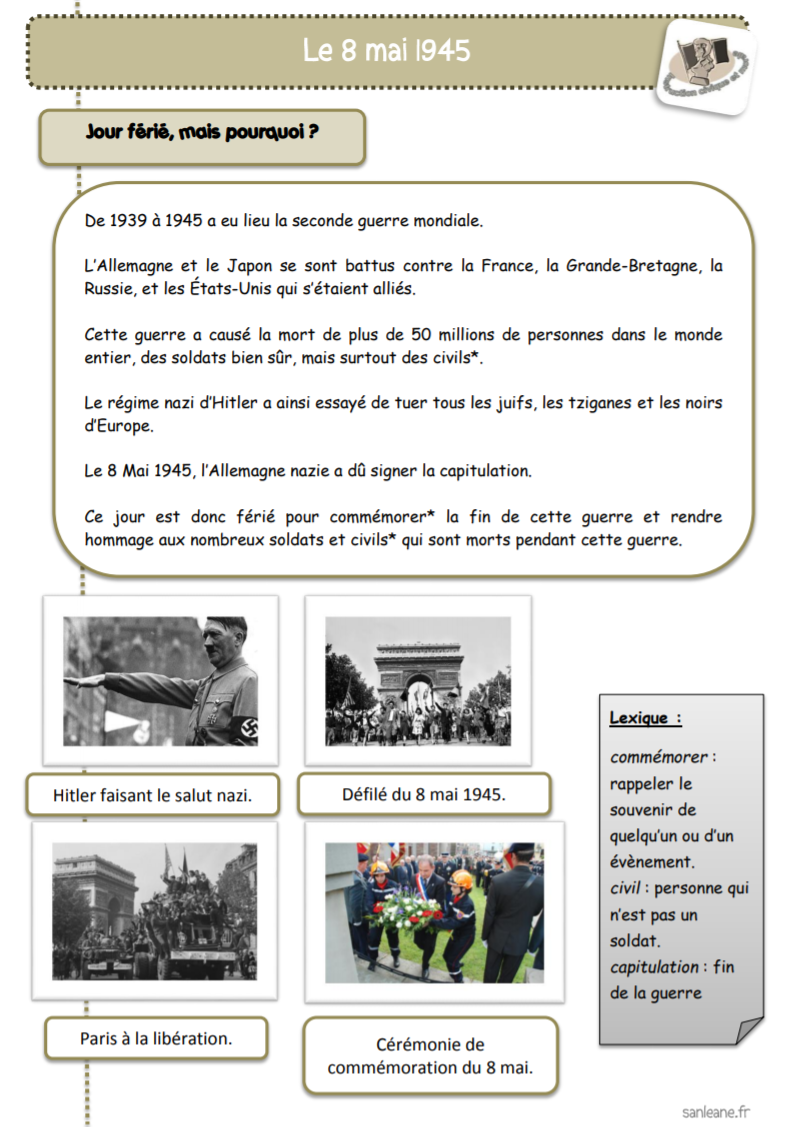 Le 8 mai 1945
Jour férié, mais pourquoi ?
De 1939 à 1945 a eu lieu la seconde guerre mondiale.
L'Allemagne et le Japon se sont battus contre la France, la Grande-Bretagne, la
Russie, et les États-Unis qui s'étaient alliés.
Cette guerre a causé la mort de plus de 50 millions de personnes dans le monde
entier, des soldats bien sûr, mais surtout des civils*.
Le régime nazi d'Hitler a ainsi essayé de tuer tous les juifs, les tziganes et les noirs
d'Europe.
Le 8 Mai 1945, l'Allemagne nazie a dû signer la capitulation.
Ce jour est donc férié pour commémorer* la fin de cette guerre et rendre
hommage aux nombreux soldats et civils* qui sont morts pendant cette guerre.
Hitler faisant le salut nazi.
Défilé du 8 mai 1945.
Paris à la libération.
Cérémonie de
commémoration du 8 mai.
Lexique :
commémorer :
rappeler le
souvenir de
quelqu'un ou d'un
évènement.
civil : personne qui
n'est pas un
soldat.
capitulation : fin
de la guerre
sanleane.fr